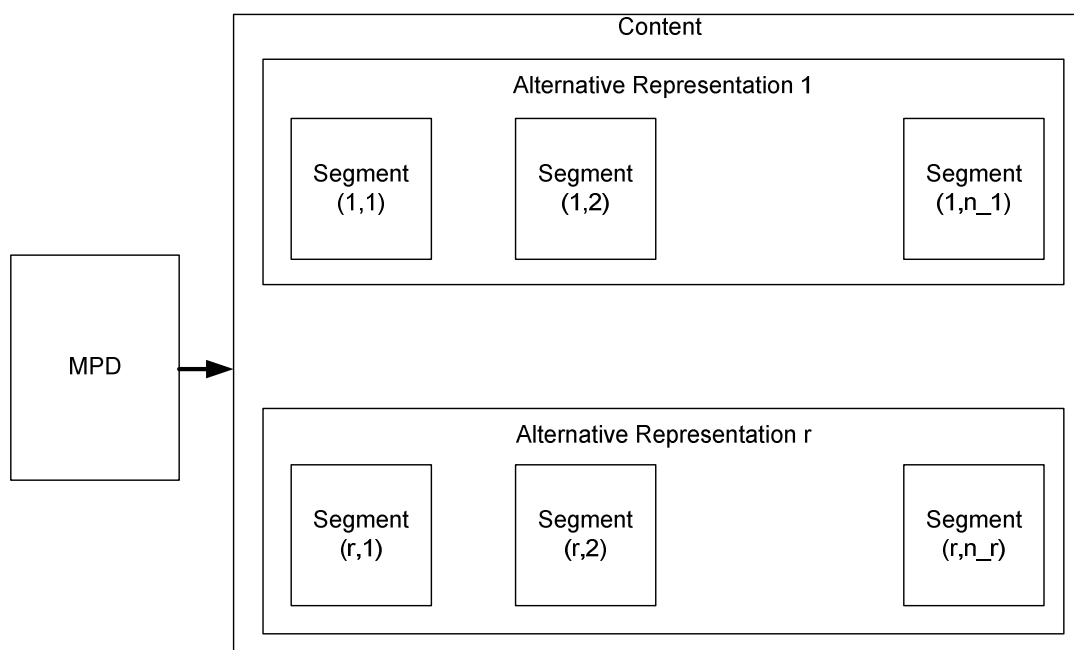 Content
Alternative Representation 1
Segment
(1,1)
Segment
(1,2)
Segment
(1,n_1)
MPD
Alternative Representation r
Segment
(r,1)
Segment
(r,2)
Segment
(r,n_r)